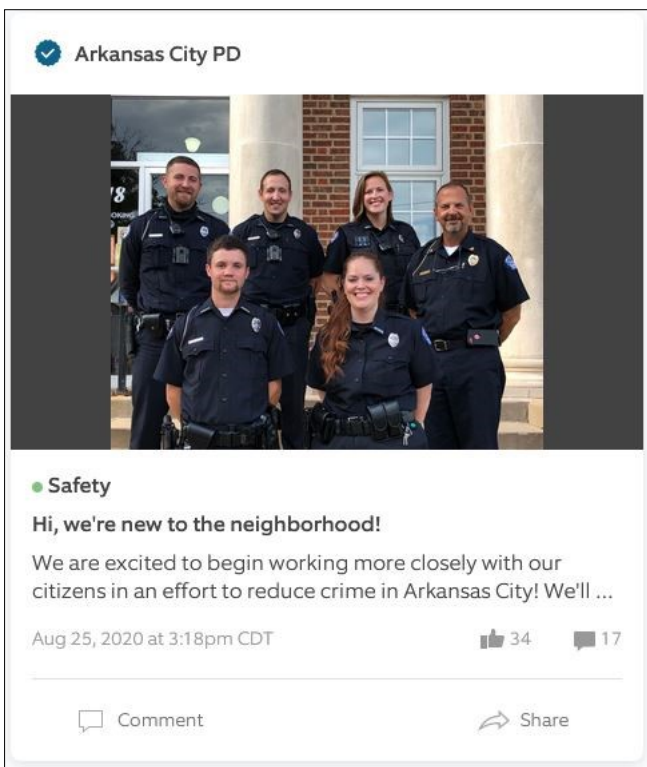 Arkansas City PD
18
Safety
Hi, we're new to the neighborhood!
We are excited to begin working more closely with our
citizens in an effort to reduce crime in Arkansas City! We'll ...
Aug 25, 2020 at 3:18pm CDT
34
17
Comment
Share